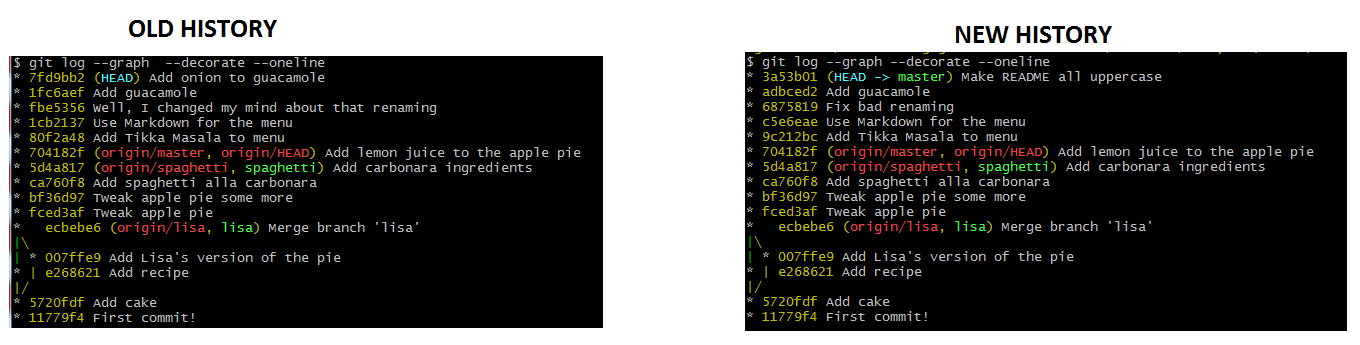 OLD HISTORY
$ git log --graph  --decorate --oneline
* 7fd9bb2 (HEAD) Add onion to guacamole
* 1fc6aef Add guacamole
* fbe5356 Well, I changed my mind about that renaming
* 1cb2137 Use Markdown for the menu
* 80f2a48 Add Tikka Masala to menu
* 704182f (origin/master, origin/HEAD) Add lemon juice to the apple pie
* 5d4a817 (origin/spaghetti, spaghetti) Add carbonara ingredients
* ca760f8 Add spaghetti alla carbonara
* bf36d97 Tweak apple pie some more
* fced3af Tweak apple pie
*   ecbebe6 (origin/lisa, lisa) Merge branch 'lisa'
|\
| * 007ffe9 Add Lisa's version of the pie
* | e268621 Add recipe
|/
* 5720fdf Add cake
* 11779f4 First commit!
NEW HISTORY
$ git log --graph --decorate --oneline
* 3a53b01 (HEAD -> master) Make README all uppercase
* adbced2 Add guacamole
* 6875819 Fix bad renaming
* c5e6eae Use Markdown for the menu
* 9c212bc Add Tikka Masala to menu
* 704182f (origin/master, origin/HEAD) Add lemon juice to the apple pie
* 5d4a817 (origin/spaghetti, spaghetti) Add carbonara ingredients
* ca760f8 Add spaghetti alla carbonara
* bf36d97 Tweak apple pie some more
* fced3af Tweak apple pie
*   ecbebe6 (origin/lisa, lisa) Merge branch 'lisa'
|\
| * 007ffe9 Add Lisa's version of the pie
* | e268621 Add recipe
|/
* 5720fdf Add cake
* 11779f4 First commit!